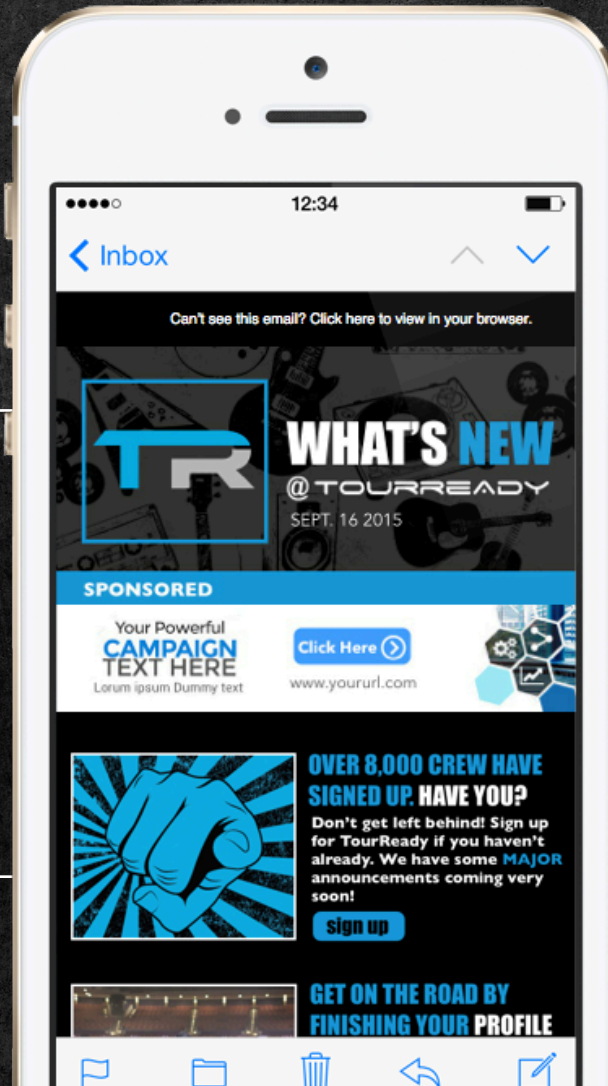 12:34
Inbox
Can't see this email? Click here to view in your browser.
TR
WHAT'S NEW
@TOURREADY
SEPT. 16 2015
SPONSORED
Your Powerful
CAMPAIGN
TEXT HERE
Lorum ipsum Dummy text
Click Here
www.yoururl.com
OVER 8,000 CREW HAVE
SIGNED UP. HAVE YOU?
Don't get left behind! Sign up
for TourReady if you haven't
already. We have some MAJOR
announcements coming very
soon!
sign up
GET ON THE ROAD BY
FINISHING YOUR PROFILE